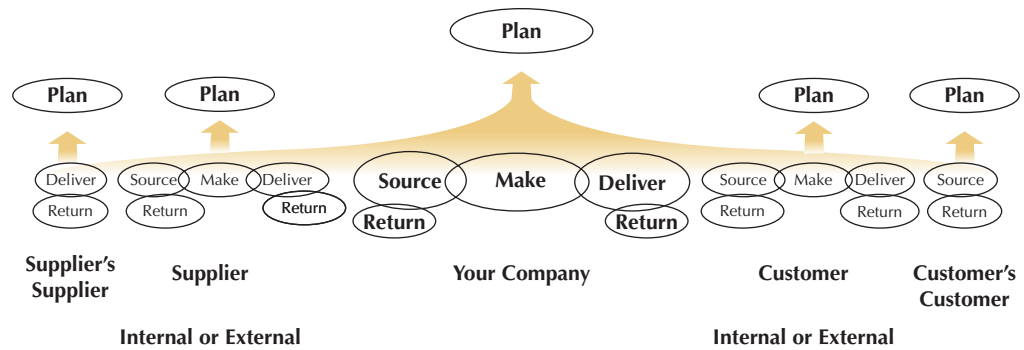 Plan
Plan
Plan
Plan
Plan
Deliver
Source
Make
Deliver
Source
Make
Deliver
Source
Make
Deliver
Source
Return
Return
Return
Return
Return
Return
Return
Return
Supplier's
Supplier
Supplier
Your Company
Customer
Customer's
Customer
Internal or External
Internal or External